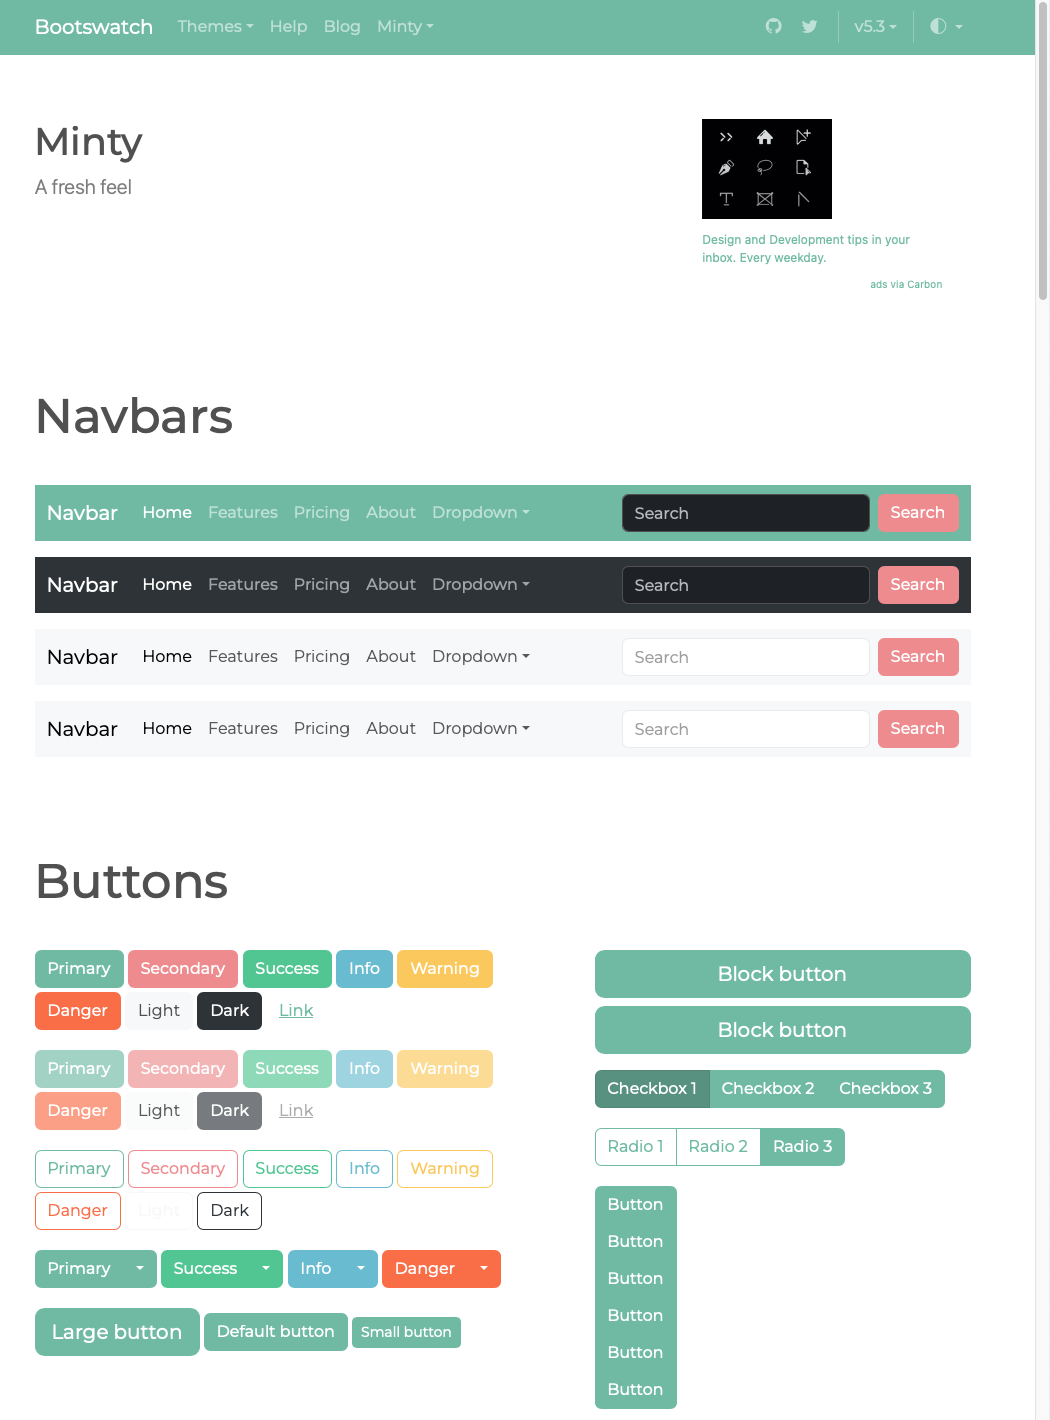 Bootswatch Themes Help Blog Minty v5.3
Minty
A fresh feel
Design and Development tips in your
inbox. Every weekday.
ads via Carbon
Navbars
Navbar Home Features Pricing About Dropdown Search Search
Navbar Home Features Pricing About Dropdown Search Search
Navbar Home Features Pricing About Dropdown Search Search
Navbar Home Features Pricing About Dropdown Search Search
Buttons
Primary Secondary Success Info Warning
Danger Light Dark Link
Primary Secondary Success Info Warning
Danger Light Dark Link
Primary Secondary Success Info Warning
Danger Light Dark
Primary Success Info Danger
Large button Default button Small button
Block button
Block button
Checkbox 1 Checkbox 2 Checkbox 3
Radio 1 Radio 2 Radio 3
Button
Button
Button
Button
Button
Button